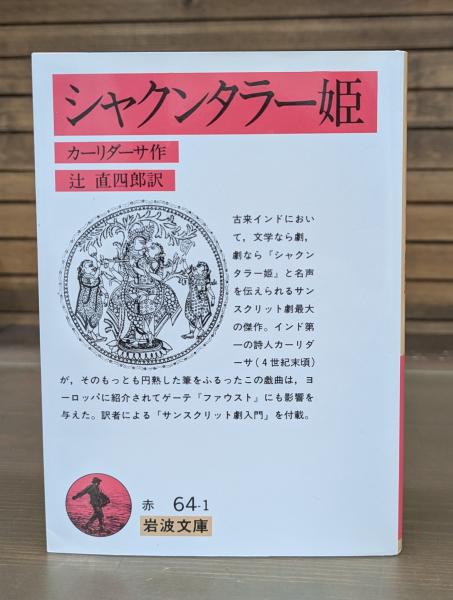 シャクンタラー姫
カーリダーサ作
辻 直四郎訳
古来インドにおい
て，文学なら劇，
劇なら「シャクン
タラー姫」と名声
を伝えられるサン
スクリット劇最大
の傑作。インド第
一の詩人カーリダ
ーサ（4世紀末頃）
が，そのもっとも円熟した筆をふるったこの戯曲は，ヨ
ーロッパに紹介されてゲーテ『ファウスト』にも影響を
与えた。訳者による「サンスクリット劇入門」を付載。
赤 64-1
岩波文庫